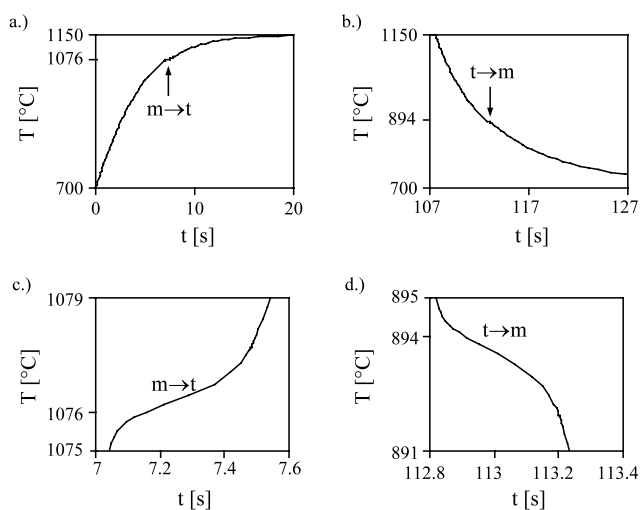 a.)
1150
1076
T [°C]
m→t
700
0 10 20
t [s]
b.)
1150
t→m
894
T [°C]
700
107 117 127
t [s]
c.)
1079
T [°C]
m→t
1076
1075
7 7.2 7.4 7.6
t [s]
d.)
895
894
t→m
T [°C]
891
112.8 113 113.2 113.4
t [s]